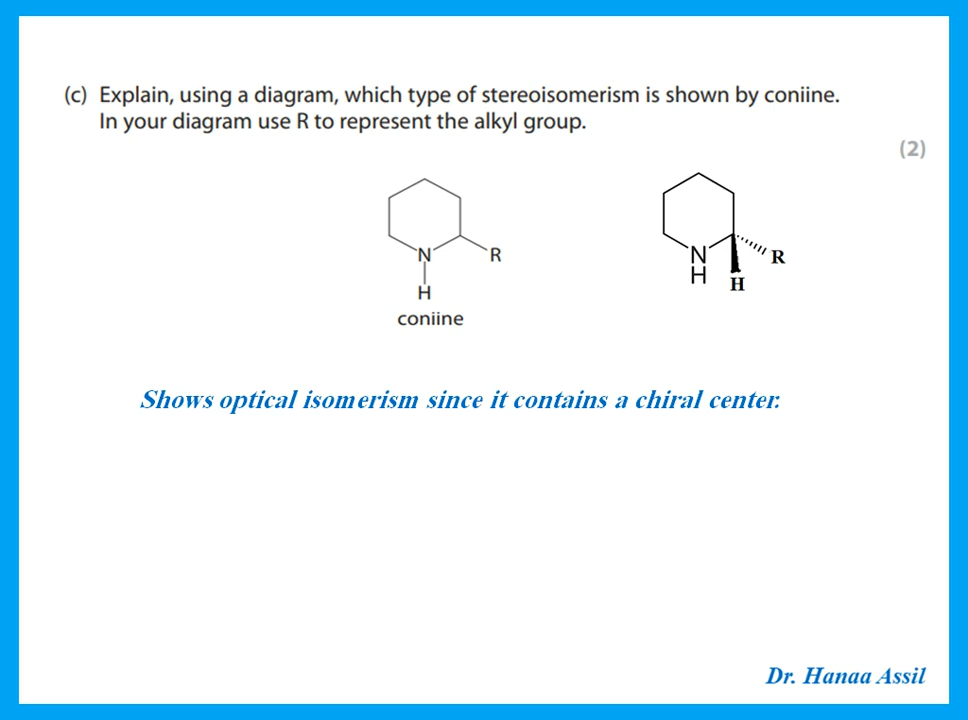 (c) Explain, using a diagram, which type of stereoisomerism is shown by coniine.
In your diagram use R to represent the alkyl group.
(2)
N
R
H
coniine
N
H
R
H
Shows optical isomerism since it contains a chiral center.
Dr. Hanaa Assil